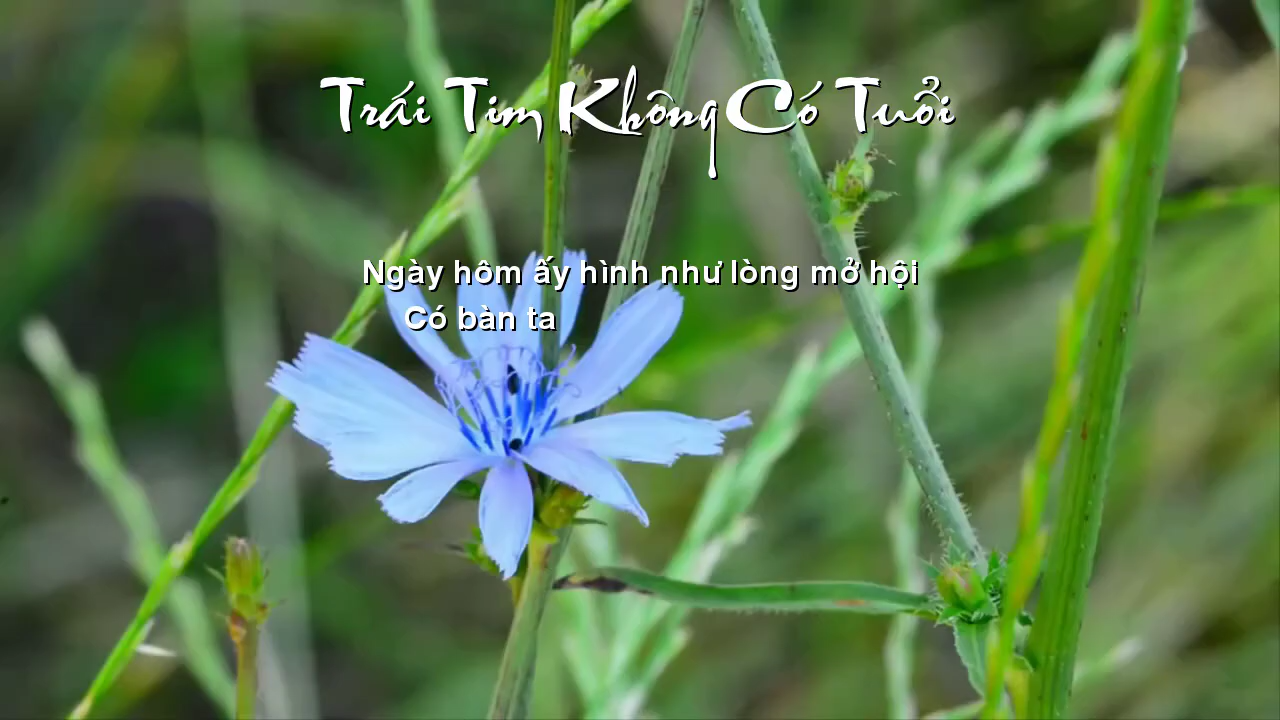 Trái Tim Không Có Tuổi
Ngày hôm ấy hình như lòng mở hội
Có bàn ta